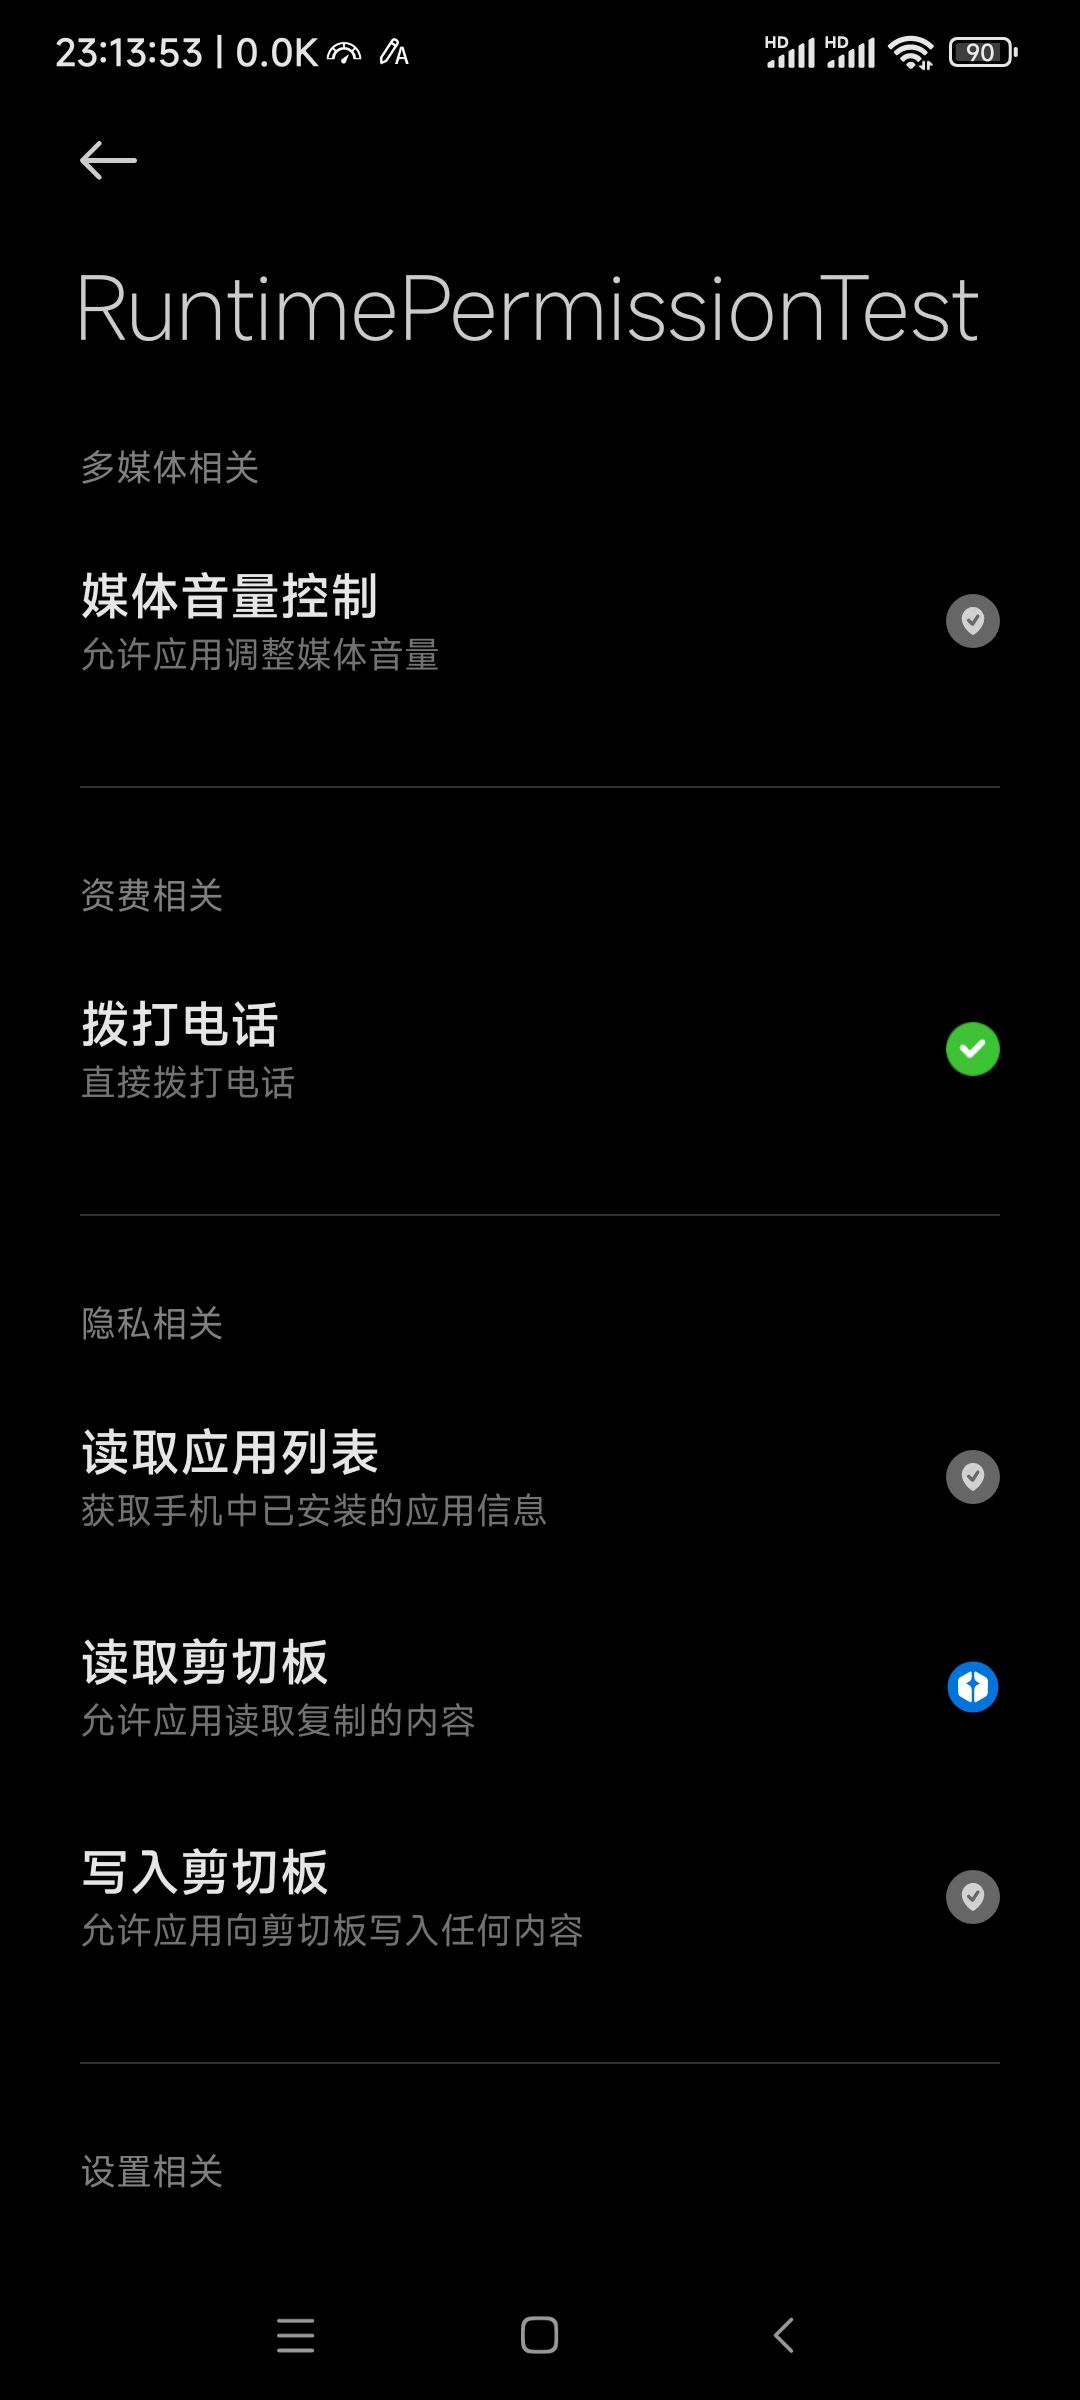 23:13:53 | 0.0K A HD HD 90
RuntimePermissionTest
多媒体相关
媒体音量控制
允许应用调整媒体音量
资费相关
拨打电话
直接拨打电话
隐私相关
读取应用列表
获取手机中已安装的应用信息
读取剪切板
允许应用读取复制的内容
写入剪切板
允许应用向剪切板写入任何内容
设置相关